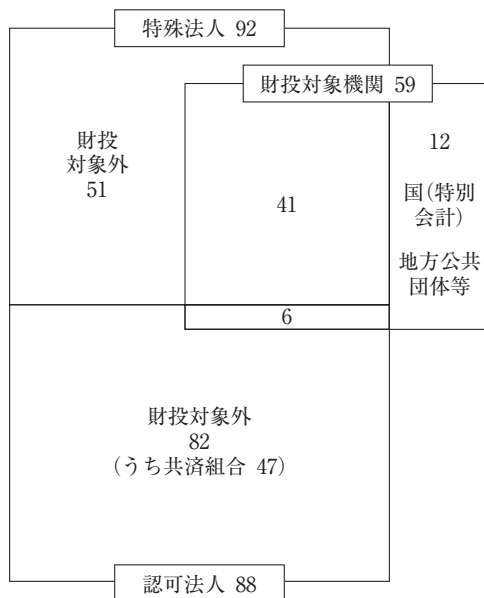 特殊法人 92
財投対象機関 59
財投
対象外
51
41
12
国(特別
会計)
地方公共
団体等
6
財投対象外
82
(うち共済組合 47)
認可法人 88